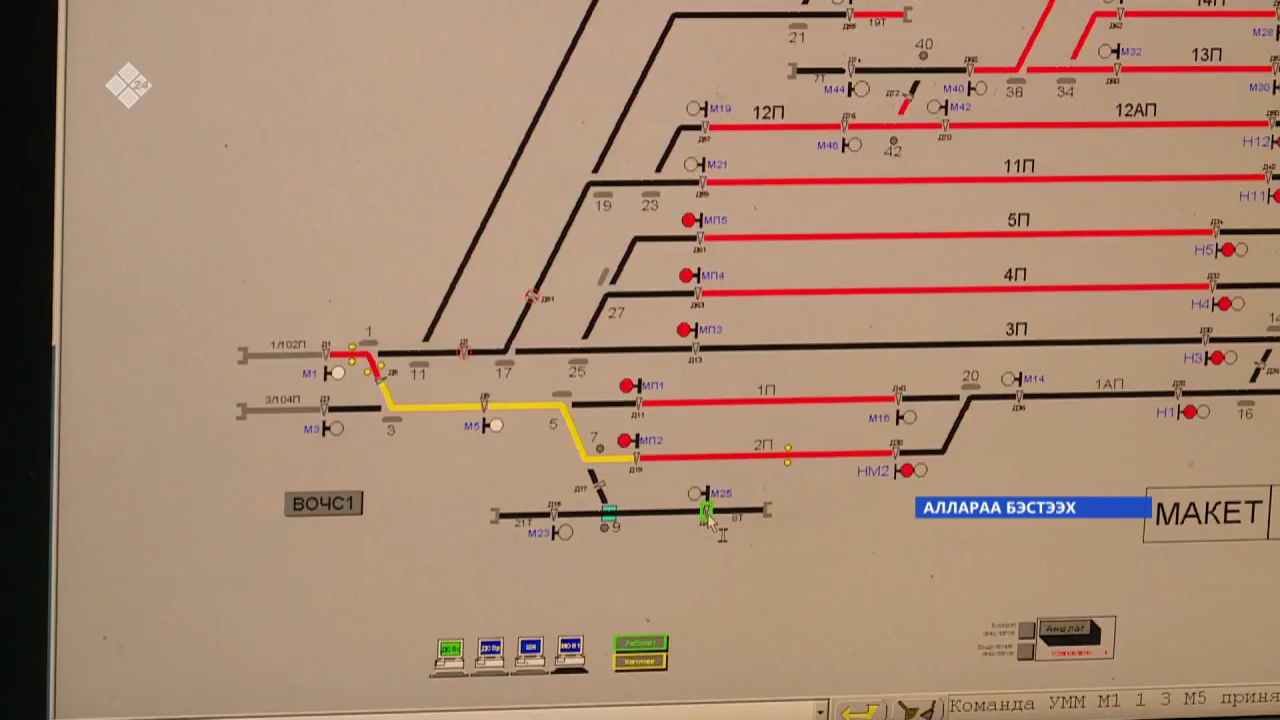 14П
19Т
М28
21
40
М32
13П
7Т
М44
М40
36
34
М30
М19
12П
М42
12АП
М46
42
Н12
М21
11П
19
23
Н11
МП5
5П
Н5
МП4
4П
27
Н4
МП3
3П
1/102П
1
М1
11
17
25
Н3
МП1
1П
20
М14
1АП
3/104П
М3
3
М5
5
7
М16
Н1
16
МП2
2П
НМ2
24
ВОЧС1
М25
21Т
М23
9
8Т
АЛЛАРАА БЭСТЭЭХ
МАКЕТ
Команда УММ М1 1 3 М5 приня